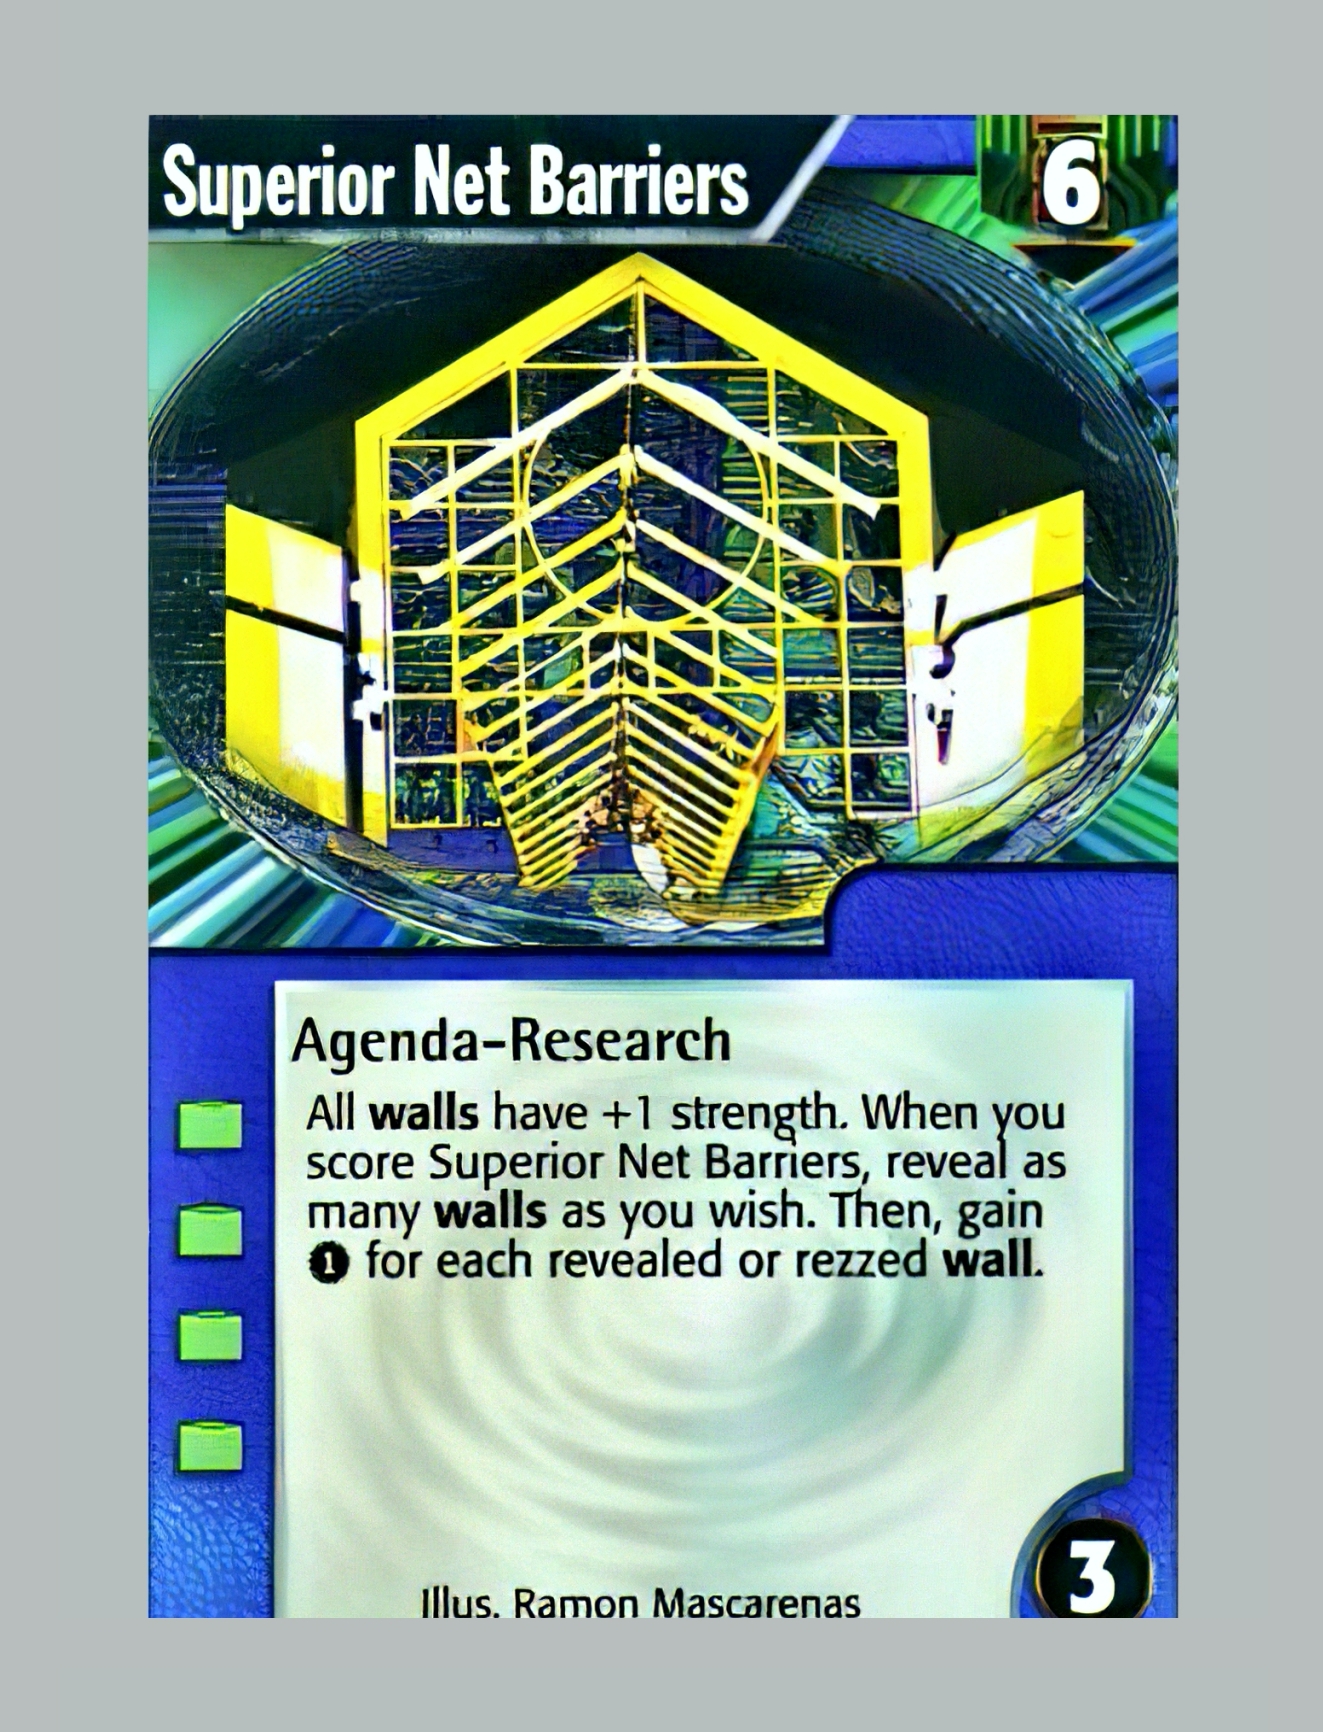 Superior Net Barriers
6
Agenda-Research
All walls have +1 strength. When you
score Superior Net Barriers, reveal as
many walls as you wish. Then, gain
1 for each revealed or rezzed wall.
3
Illus. Ramon Mascarenas